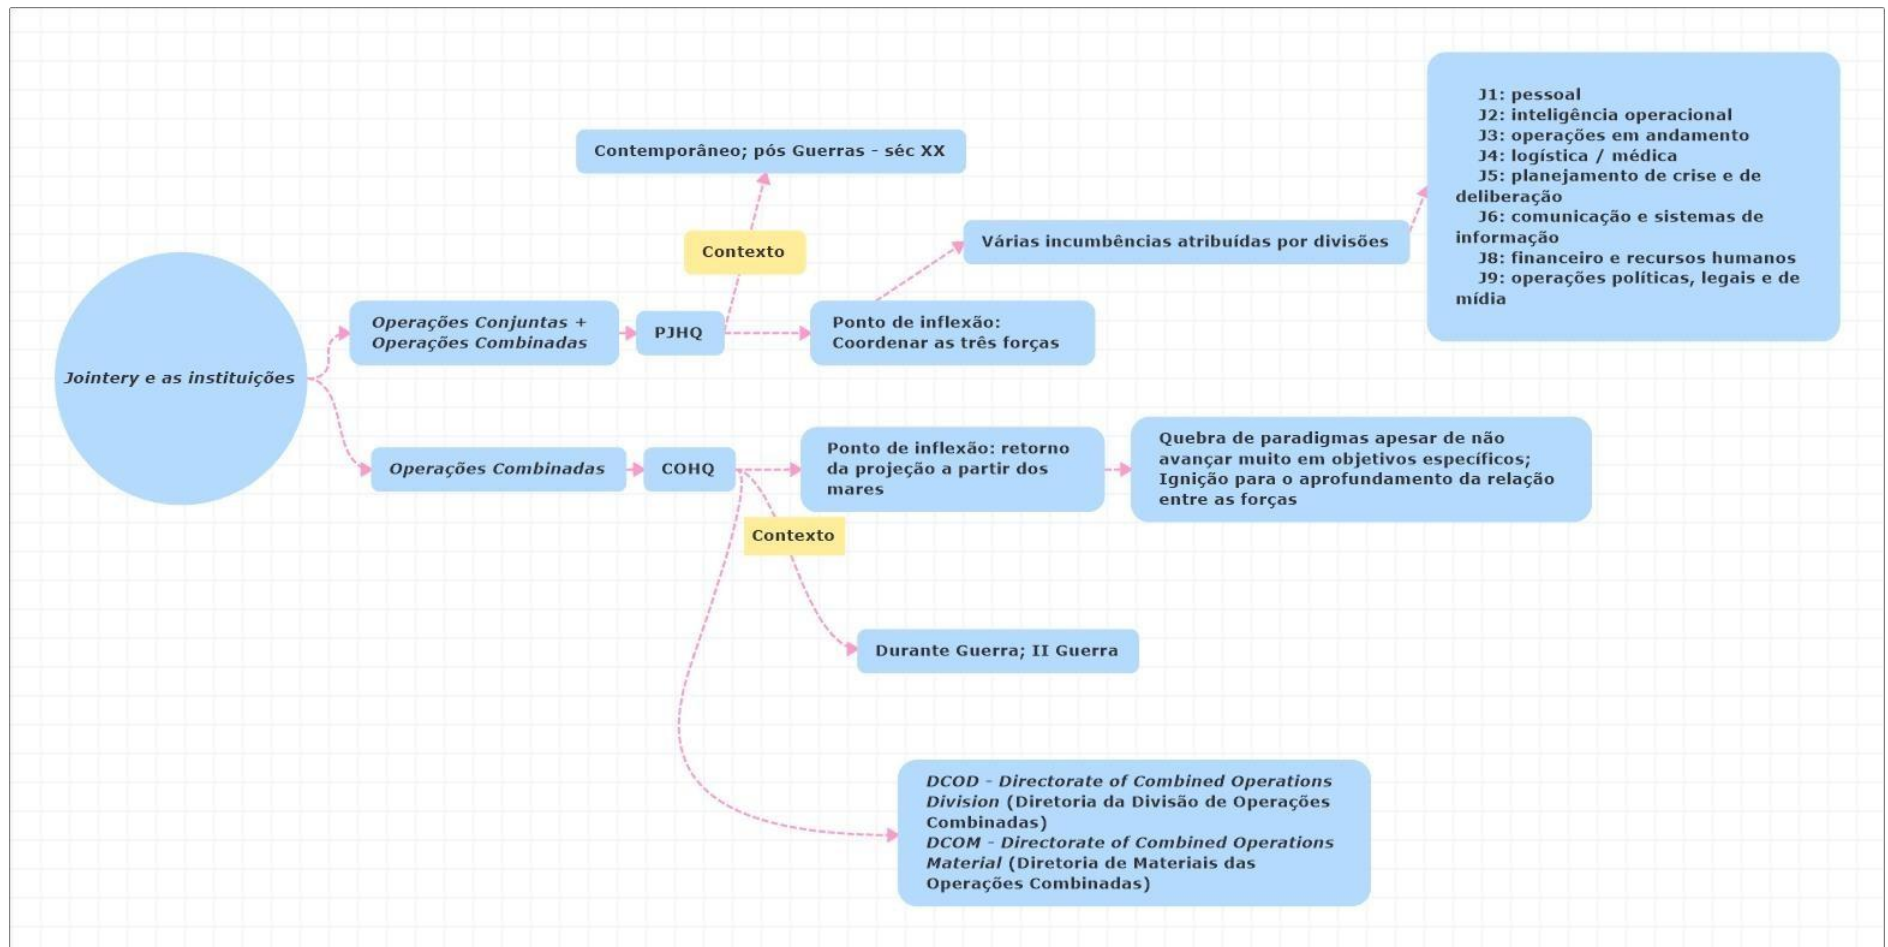 Jointery e as instituições
Operações Conjuntas +
Operações Combinadas
PJHQ
Contexto
Contemporâneo; pós Guerras - séc XX
Ponto de inflexão:
Coordenar as três forças
Várias incumbências atribuídas por divisões
J1: pessoal
J2: inteligência operacional
J3: operações em andamento
J4: logística / médica
J5: planejamento de crise e de
deliberação
J6: comunicação e sistemas de
informação
J8: financeiro e recursos humanos
J9: operações políticas, legais e de
mídia
Operações Combinadas
COHQ
Ponto de inflexão: retorno
da projeção a partir dos
mares
Quebra de paradigmas apesar de não
avançar muito em objetivos específicos;
Ignição para o aprofundamento da relação
entre as forças
Contexto
Durante Guerra; II Guerra
DCOD - Directorate of Combined Operations
Division (Diretoria da Divisão de Operações
Combinadas)
DCOM - Directorate of Combined Operations
Material (Diretoria de Materiais das
Operações Combinadas)